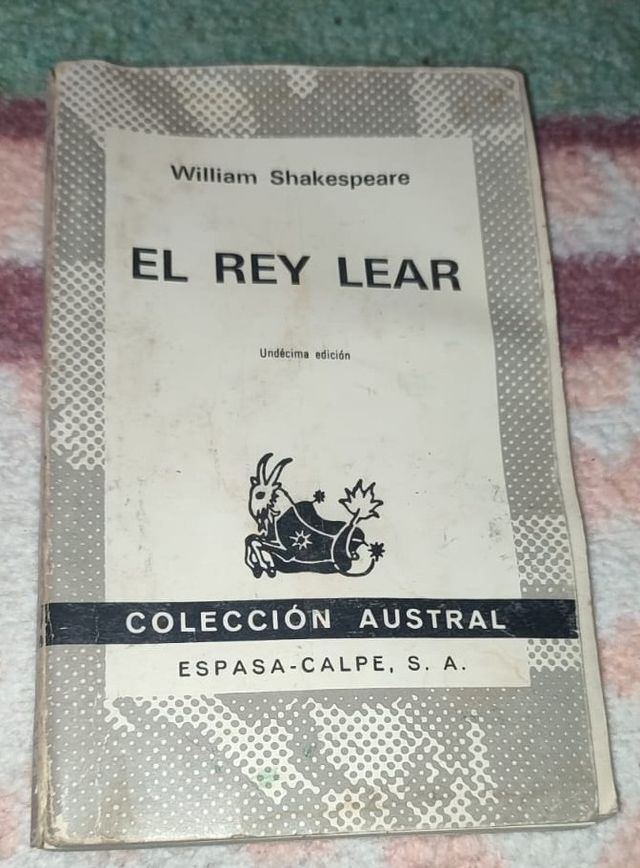 William Shakespeare
EL REY LEAR
Undécima edición
COLECCIÓN AUSTRAL
ESPASA-CALPE, S. A.